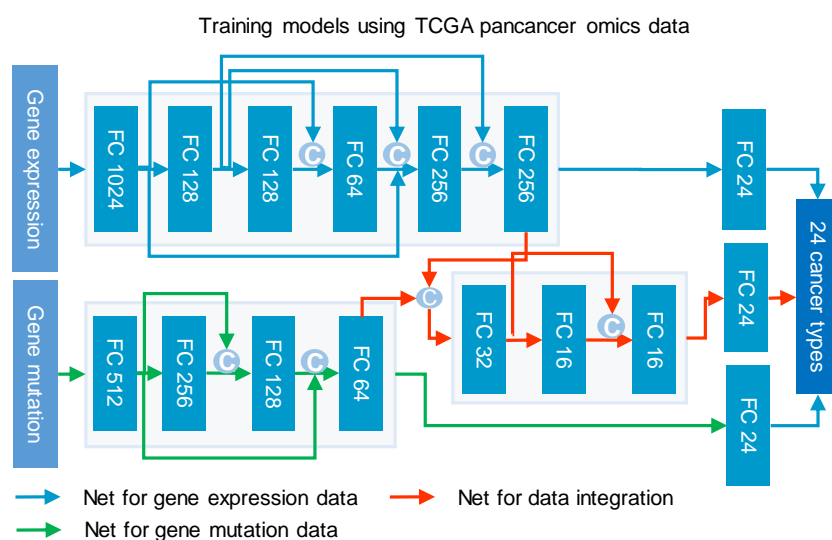 Training models using TCGA pancancer omics data
Gene expression
FC 1024
FC 128
FC 128
C
FC 64
C
FC 256
C
FC 256
FC 24
24 cancer types
Gene mutation
FC 512
FC 256
C
FC 128
C
FC 64
C
FC 32
FC 16
C
FC 16
FC 24
FC 24
Net for gene expression data
Net for data integration
Net for gene mutation data